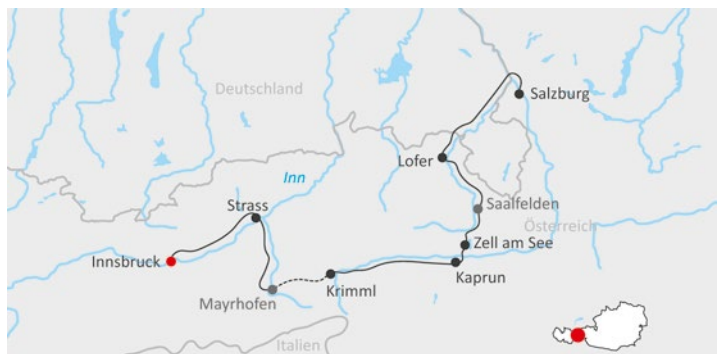 Deutschland
Salzburg
Lofer
Inn
Saalfelden
Strass
Österreich
Zell am See
Innsbruck
Kaprun
Krimml
Mayrhofen
Italien